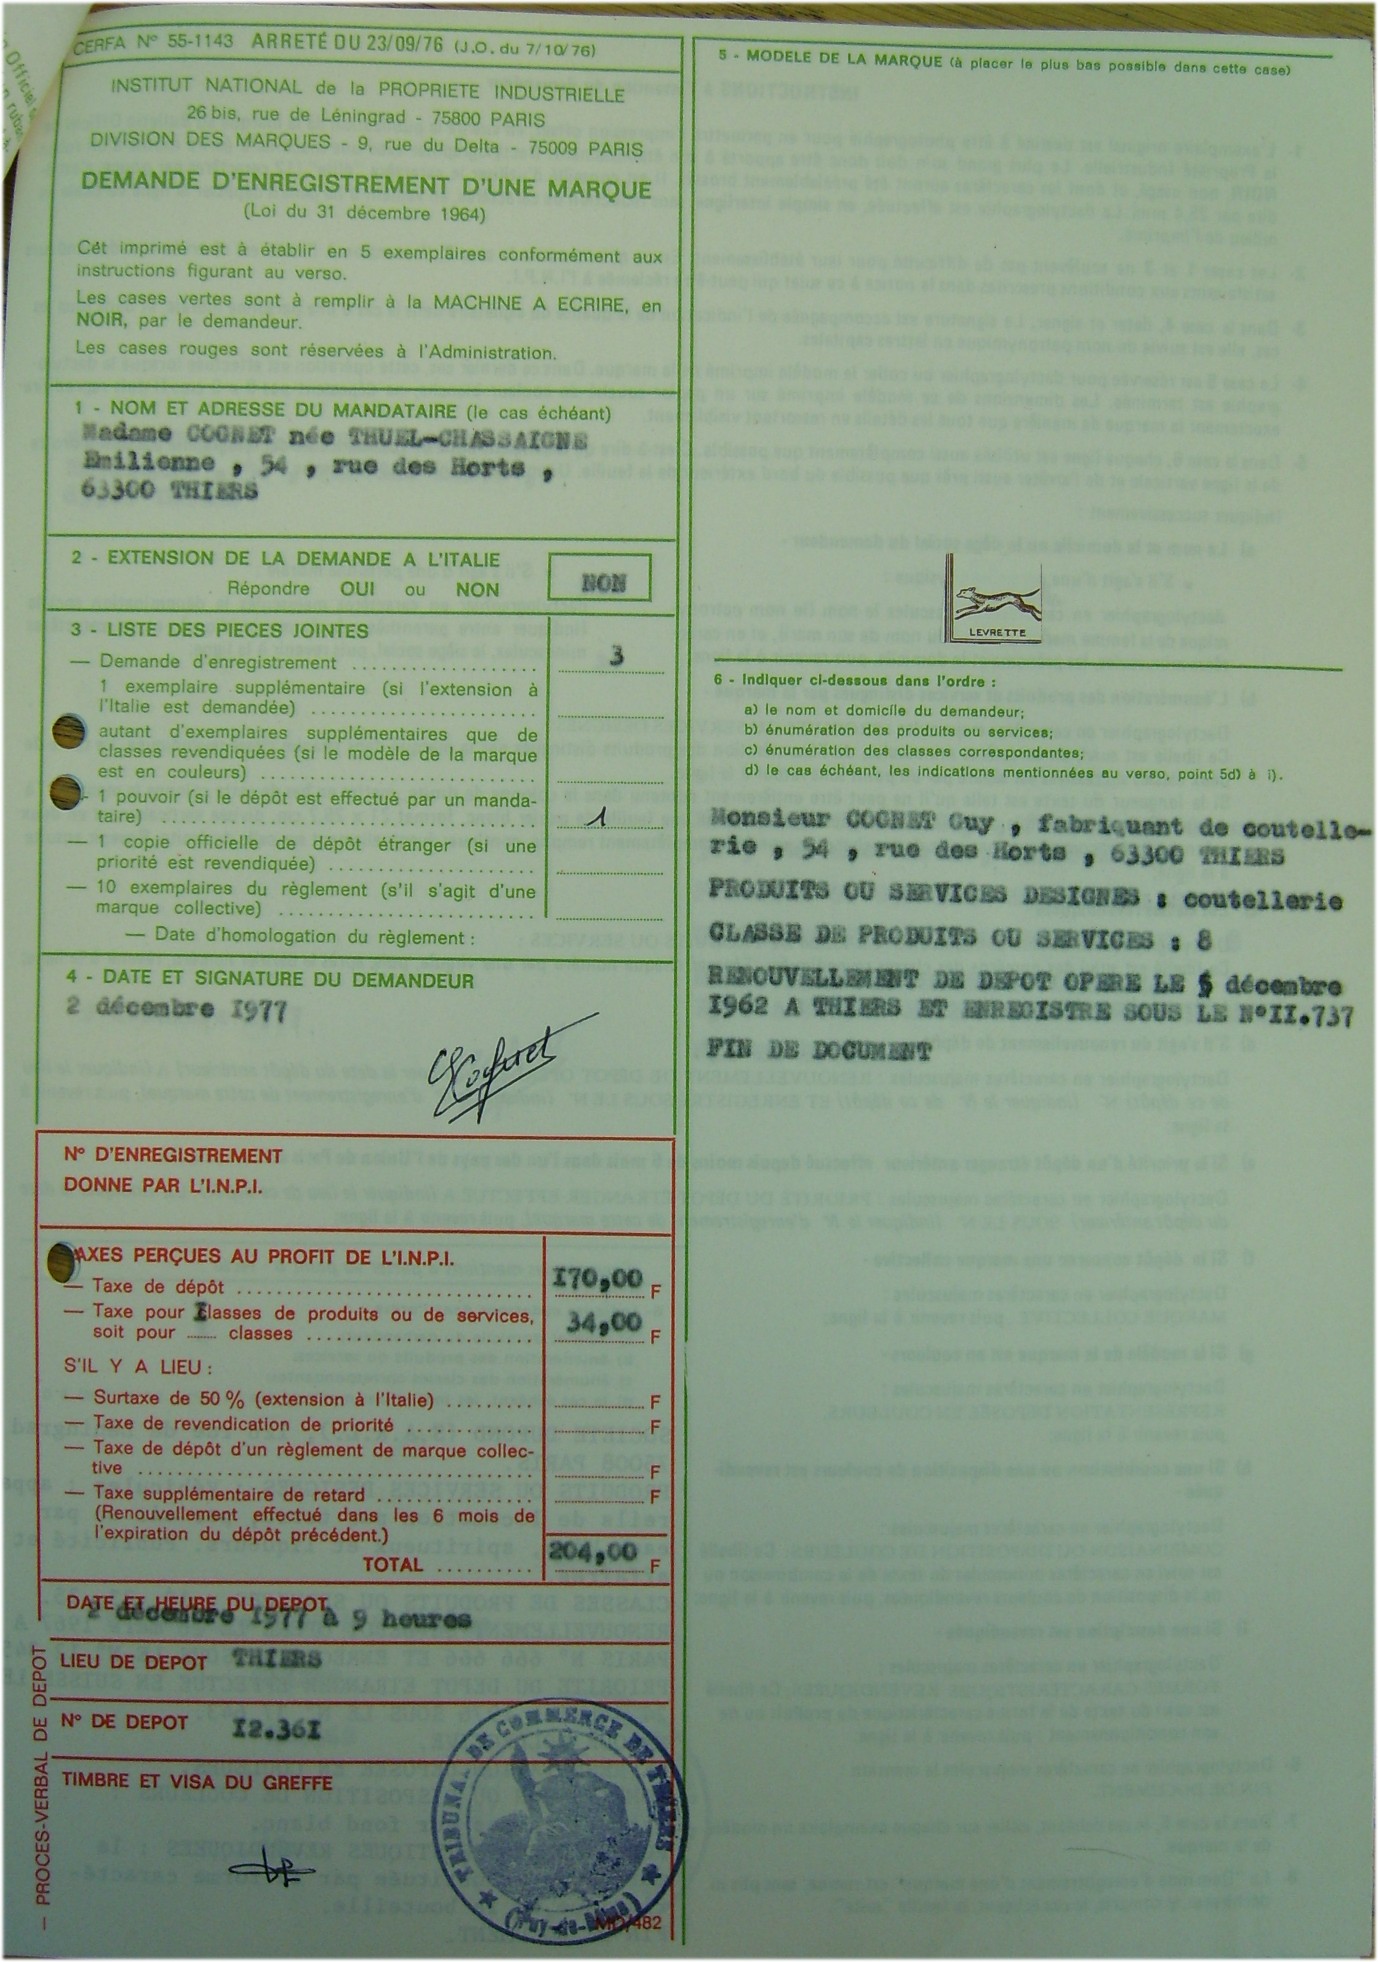 CERFA N° 55-1143 ARRETÉ DU 23/09/76 (J.O. du 7/10/76)
INSTITUT NATIONAL de la PROPRIETE INDUSTRIELLE
26 bis, rue de Léningrad - 75800 PARIS
DIVISION DES MARQUES - 9, rue du Delta - 75009 PARIS
DEMANDE D'ENREGISTREMENT D'UNE MARQUE
(Loi du 31 décembre 1964)
Cét imprimé est à établir en 5 exemplaires conformément aux
instructions figurant au verso.
Les cases vertes sont à remplir à la MACHINE A ECRIRE, en
NOIR, par le demandeur.
Les cases rouges sont réservées à l'Administration.
1 - NOM ET ADRESSE DU MANDATAIRE (le cas échéant)
Madame COGNET née THUEL-CHASSAIGNE
Emilienne , 54 , rue des Horts ,
63300 THIERS
2 - EXTENSION DE LA DEMANDE A L'ITALIE
Répondre OUI ou NON NON
3 - LISTE DES PIECES JOINTES
— Demande d'enregistrement .................. 3
1 exemplaire supplémentaire (si l'extension à
l'Italie est demandée) ......................
autant d'exemplaires supplémentaires que de
classes revendiquées (si le modèle de la marque
est en couleurs) ...........................
- 1 pouvoir (si le dépôt est effectué par un manda-
taire) ..................................... 1
— 1 copie officielle de dépôt étranger (si une
priorité est revendiquée) ...................
— 10 exemplaires du règlement (s'il s'agit d'une
marque collective) .........................
— Date d'homologation du règlement :
4 - DATE ET SIGNATURE DU DEMANDEUR
2 décembre 1977
N° D'ENREGISTREMENT
DONNE PAR L'I.N.P.I.
AXES PERÇUES AU PROFIT DE L'I.N.P.I.
— Taxe de dépôt .............................. 170,00 F
— Taxe pour Classes de produits ou de services,
soit pour ...... classes ...................... 34,00 F
S'IL Y A LIEU :
— Surtaxe de 50 % (extension à l'Italie) ......... F
— Taxe de revendication de priorité ............. F
— Taxe de dépôt d'un règlement de marque collec-
tive ........................................ F
— Taxe supplémentaire de retard ................ F
(Renouvellement effectué dans les 6 mois de
l'expiration du dépôt précédent.)
TOTAL .......... 204,00 F
DATE ET HEURE DU DEPOT
2 décembre 1977 à 9 heures
LIEU DE DEPOT THIERS
N° DE DEPOT I2.36I
TIMBRE ET VISA DU GREFFE
— PROCES-VERBAL DE DEPOT —
TRIBUNAL DE COMMERCE DE THIERS
(Puy-de-Dôme)
MD/482
5 - MODELE DE LA MARQUE (à placer le plus bas possible dans cette case)
LEVRETTE
6 - Indiquer ci-dessous dans l'ordre :
a) le nom et domicile du demandeur;
b) énumération des produits ou services;
c) énumération des classes correspondantes;
d) le cas échéant, les indications mentionnées au verso, point 5d) à i).
Monsieur COGNET Guy , fabriquant de coutelle-
rie , 54 , rue des Horts , 63300 THIERS
PRODUITS OU SERVICES DESIGNES : coutellerie
CLASSE DE PRODUITS OU SERVICES : 8
RENOUVELLEMENT DE DEPOT OPERE LE 5 décembre
1962 A THIERS ET ENREGISTRE SOUS LE N°II.737
FIN DE DOCUMENT